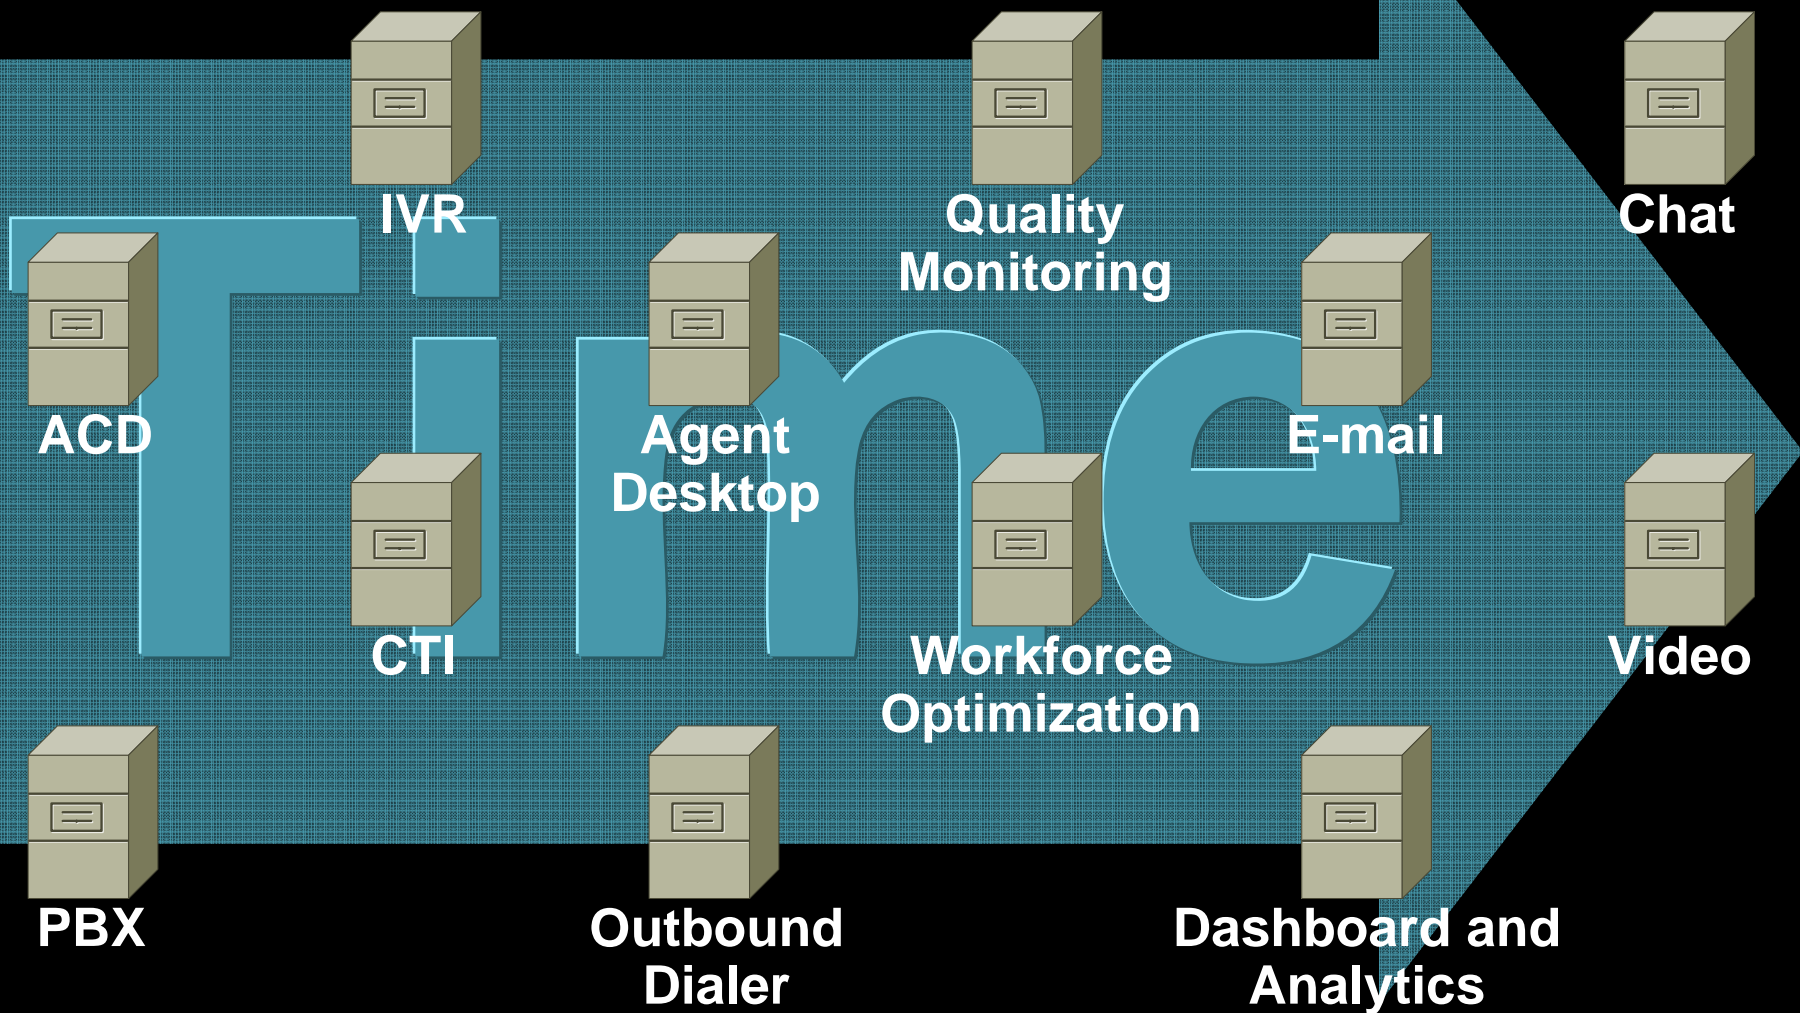 IVR
Quality
Monitoring
Chat
Time
ACD
Agent
Desktop
E-mail
CTI
Workforce
Optimization
Video
PBX
Outbound
Dialer
Dashboard and
Analytics